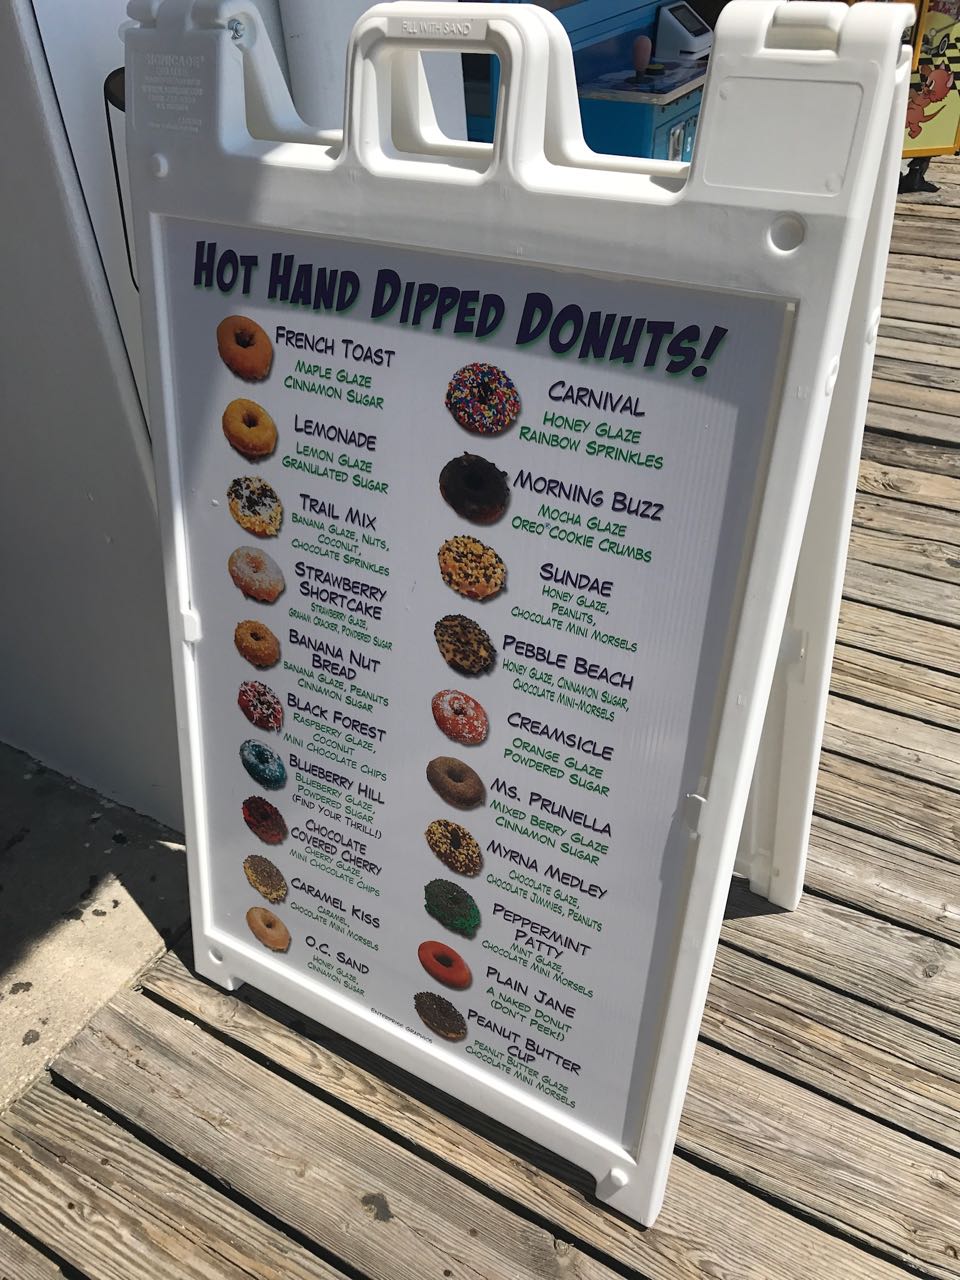 FILL WITH SAND
HOT HAND DIPPED DONUTS!
FRENCH TOAST
MAPLE GLAZE
CINNAMON SUGAR
LEMONADE
LEMON GLAZE
GRANULATED SUGAR
TRAIL MIX
BANANA GLAZE, NUTS,
COCONUT,
CHOCOLATE SPRINKLES
STRAWBERRY
SHORTCAKE
STRAWBERRY GLAZE,
GRAHAM CRACKER, POWDERED SUGAR
BANANA NUT
BREAD
BANANA GLAZE, PEANUTS
CINNAMON SUGAR
BLACK FOREST
RASPBERRY GLAZE,
COCONUT
MINI CHOCOLATE CHIPS
BLUEBERRY HILL
BLUEBERRY GLAZE,
POWDERED SUGAR
(FIND YOUR THRILL!)
CHOCOLATE
COVERED CHERRY
CHERRY GLAZE,
MINI CHOCOLATE CHIPS
CARAMEL KISS
CARAMEL,
CHOCOLATE MINI MORSELS
O.C. SAND
HONEY GLAZE,
CINNAMON SUGAR
CARNIVAL
HONEY GLAZE
RAINBOW SPRINKLES
MORNING BUZZ
MOCHA GLAZE
OREO® COOKIE CRUMBS
SUNDAE
HONEY GLAZE,
PEANUTS,
CHOCOLATE MINI MORSELS
PEBBLE BEACH
HONEY GLAZE, CINNAMON SUGAR,
CHOCOLATE MINI-MORSELS
CREAMSICLE
ORANGE GLAZE
POWDERED SUGAR
MS. PRUNELLA
MIXED BERRY GLAZE
CINNAMON SUGAR
MYRNA MEDLEY
CHOCOLATE GLAZE,
CHOCOLATE JIMMIES, PEANUTS
PEPPERMINT
PATTY
MINT GLAZE,
CHOCOLATE MINI MORSELS
PLAIN JANE
A NAKED DONUT
(DON'T PEEK!)
PEANUT BUTTER
CUP
PEANUT BUTTER GLAZE
CHOCOLATE MINI MORSELS
ENTERPRISE GRAPHICS